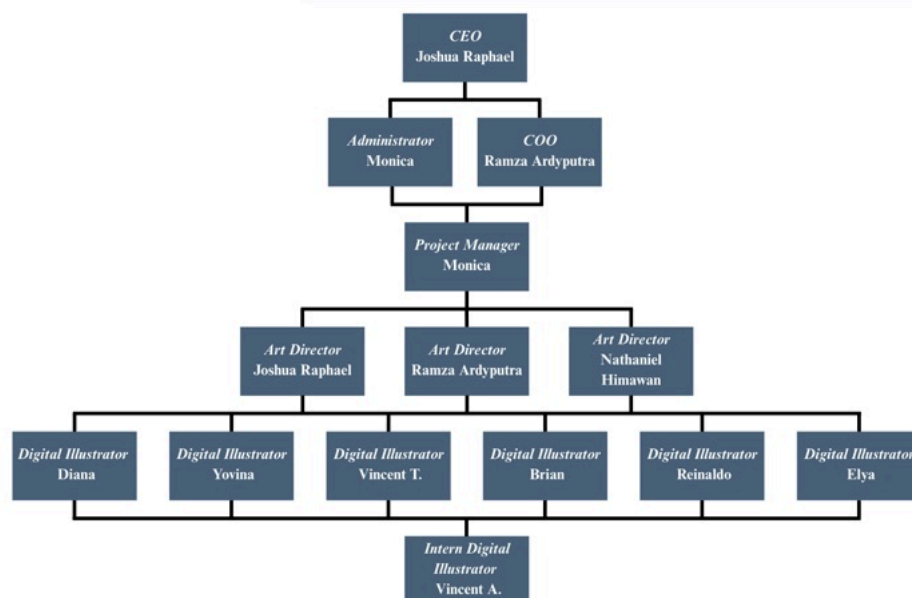 CEO
Joshua Raphael
Administrator
Monica
COO
Ramza Ardyputra
Project Manager
Monica
Art Director
Joshua Raphael
Art Director
Ramza Ardyputra
Art Director
Nathaniel
Himawan
Digital Illustrator
Diana
Digital Illustrator
Yovina
Digital Illustrator
Vincent T.
Digital Illustrator
Brian
Digital Illustrator
Reinaldo
Digital Illustrator
Elya
Intern Digital
Illustrator
Vincent A.